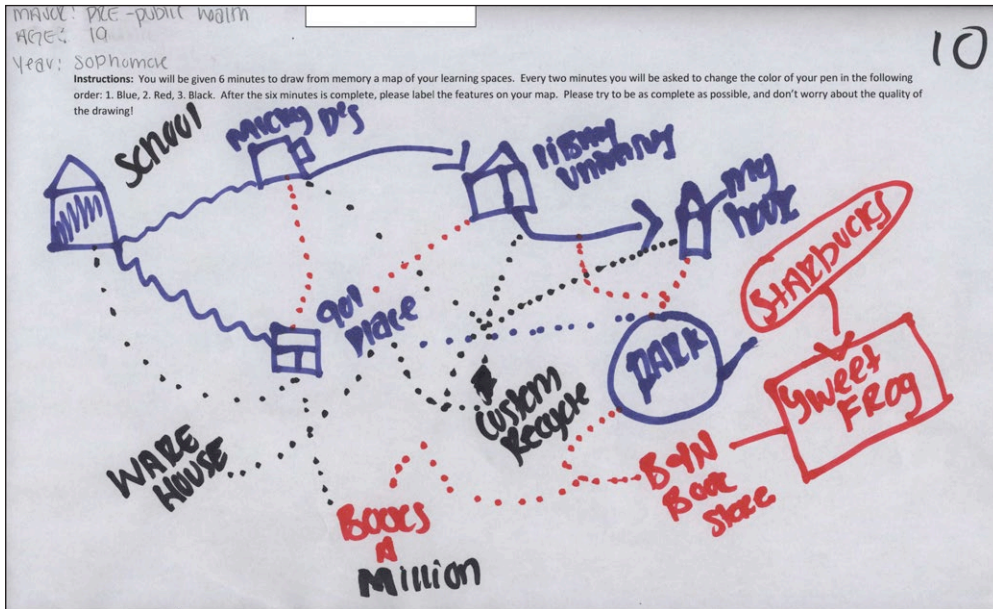 MAJOR: PRE-public health
AGE: 19
Year: Sophomore
10
Instructions: You will be given 6 minutes to draw from memory a map of your learning spaces. Every two minutes you will be asked to change the color of your pen in the following
order: 1. Blue, 2. Red, 3. Black. After the six minutes is complete, please label the features on your map. Please try to be as complete as possible, and don't worry about the quality of
the drawing!
School
Micky D's
library
University
my
house
Starbucks
901
Place
PARK
Sweet
FROG
Custom
Recycle
WARE
HOUSE
B&N
Book
Store
Books
A
Million